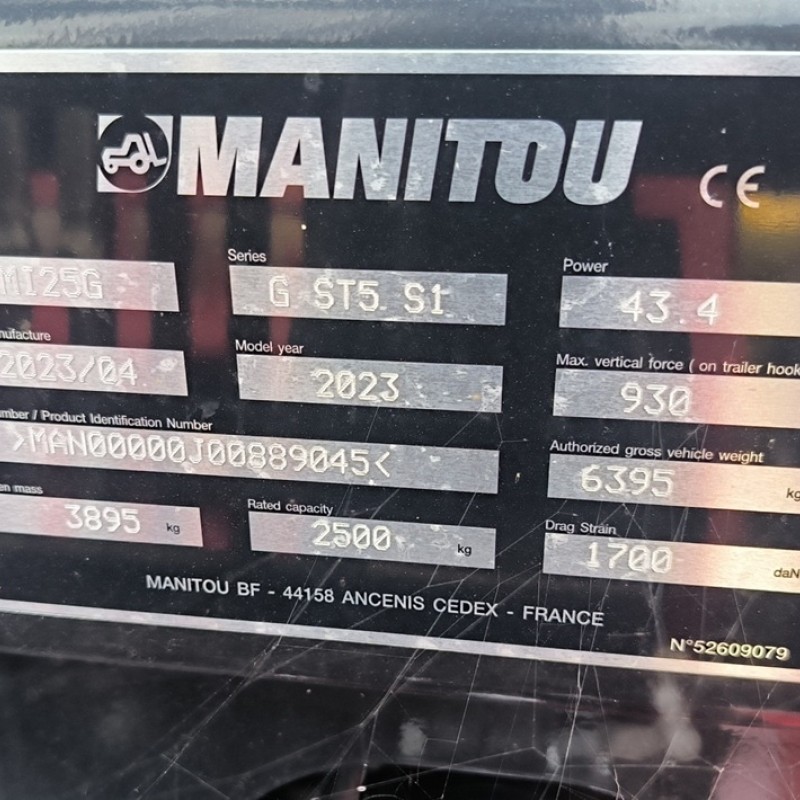 MANITOU CE
Series
Power
MI25G
G ST5 S1
43.4
Model year
Max. vertical force ( on trailer hook
2023/04
2023
930
Product Identification Number
Authorized gross vehicle weight
>MAN00000J00889045<
6395 kg
mass
Rated capacity
Drag Strain
3895 kg
2500 kg
1700 daN
MANITOU BF - 44158 ANCENIS CEDEX - FRANCE
N°52609079